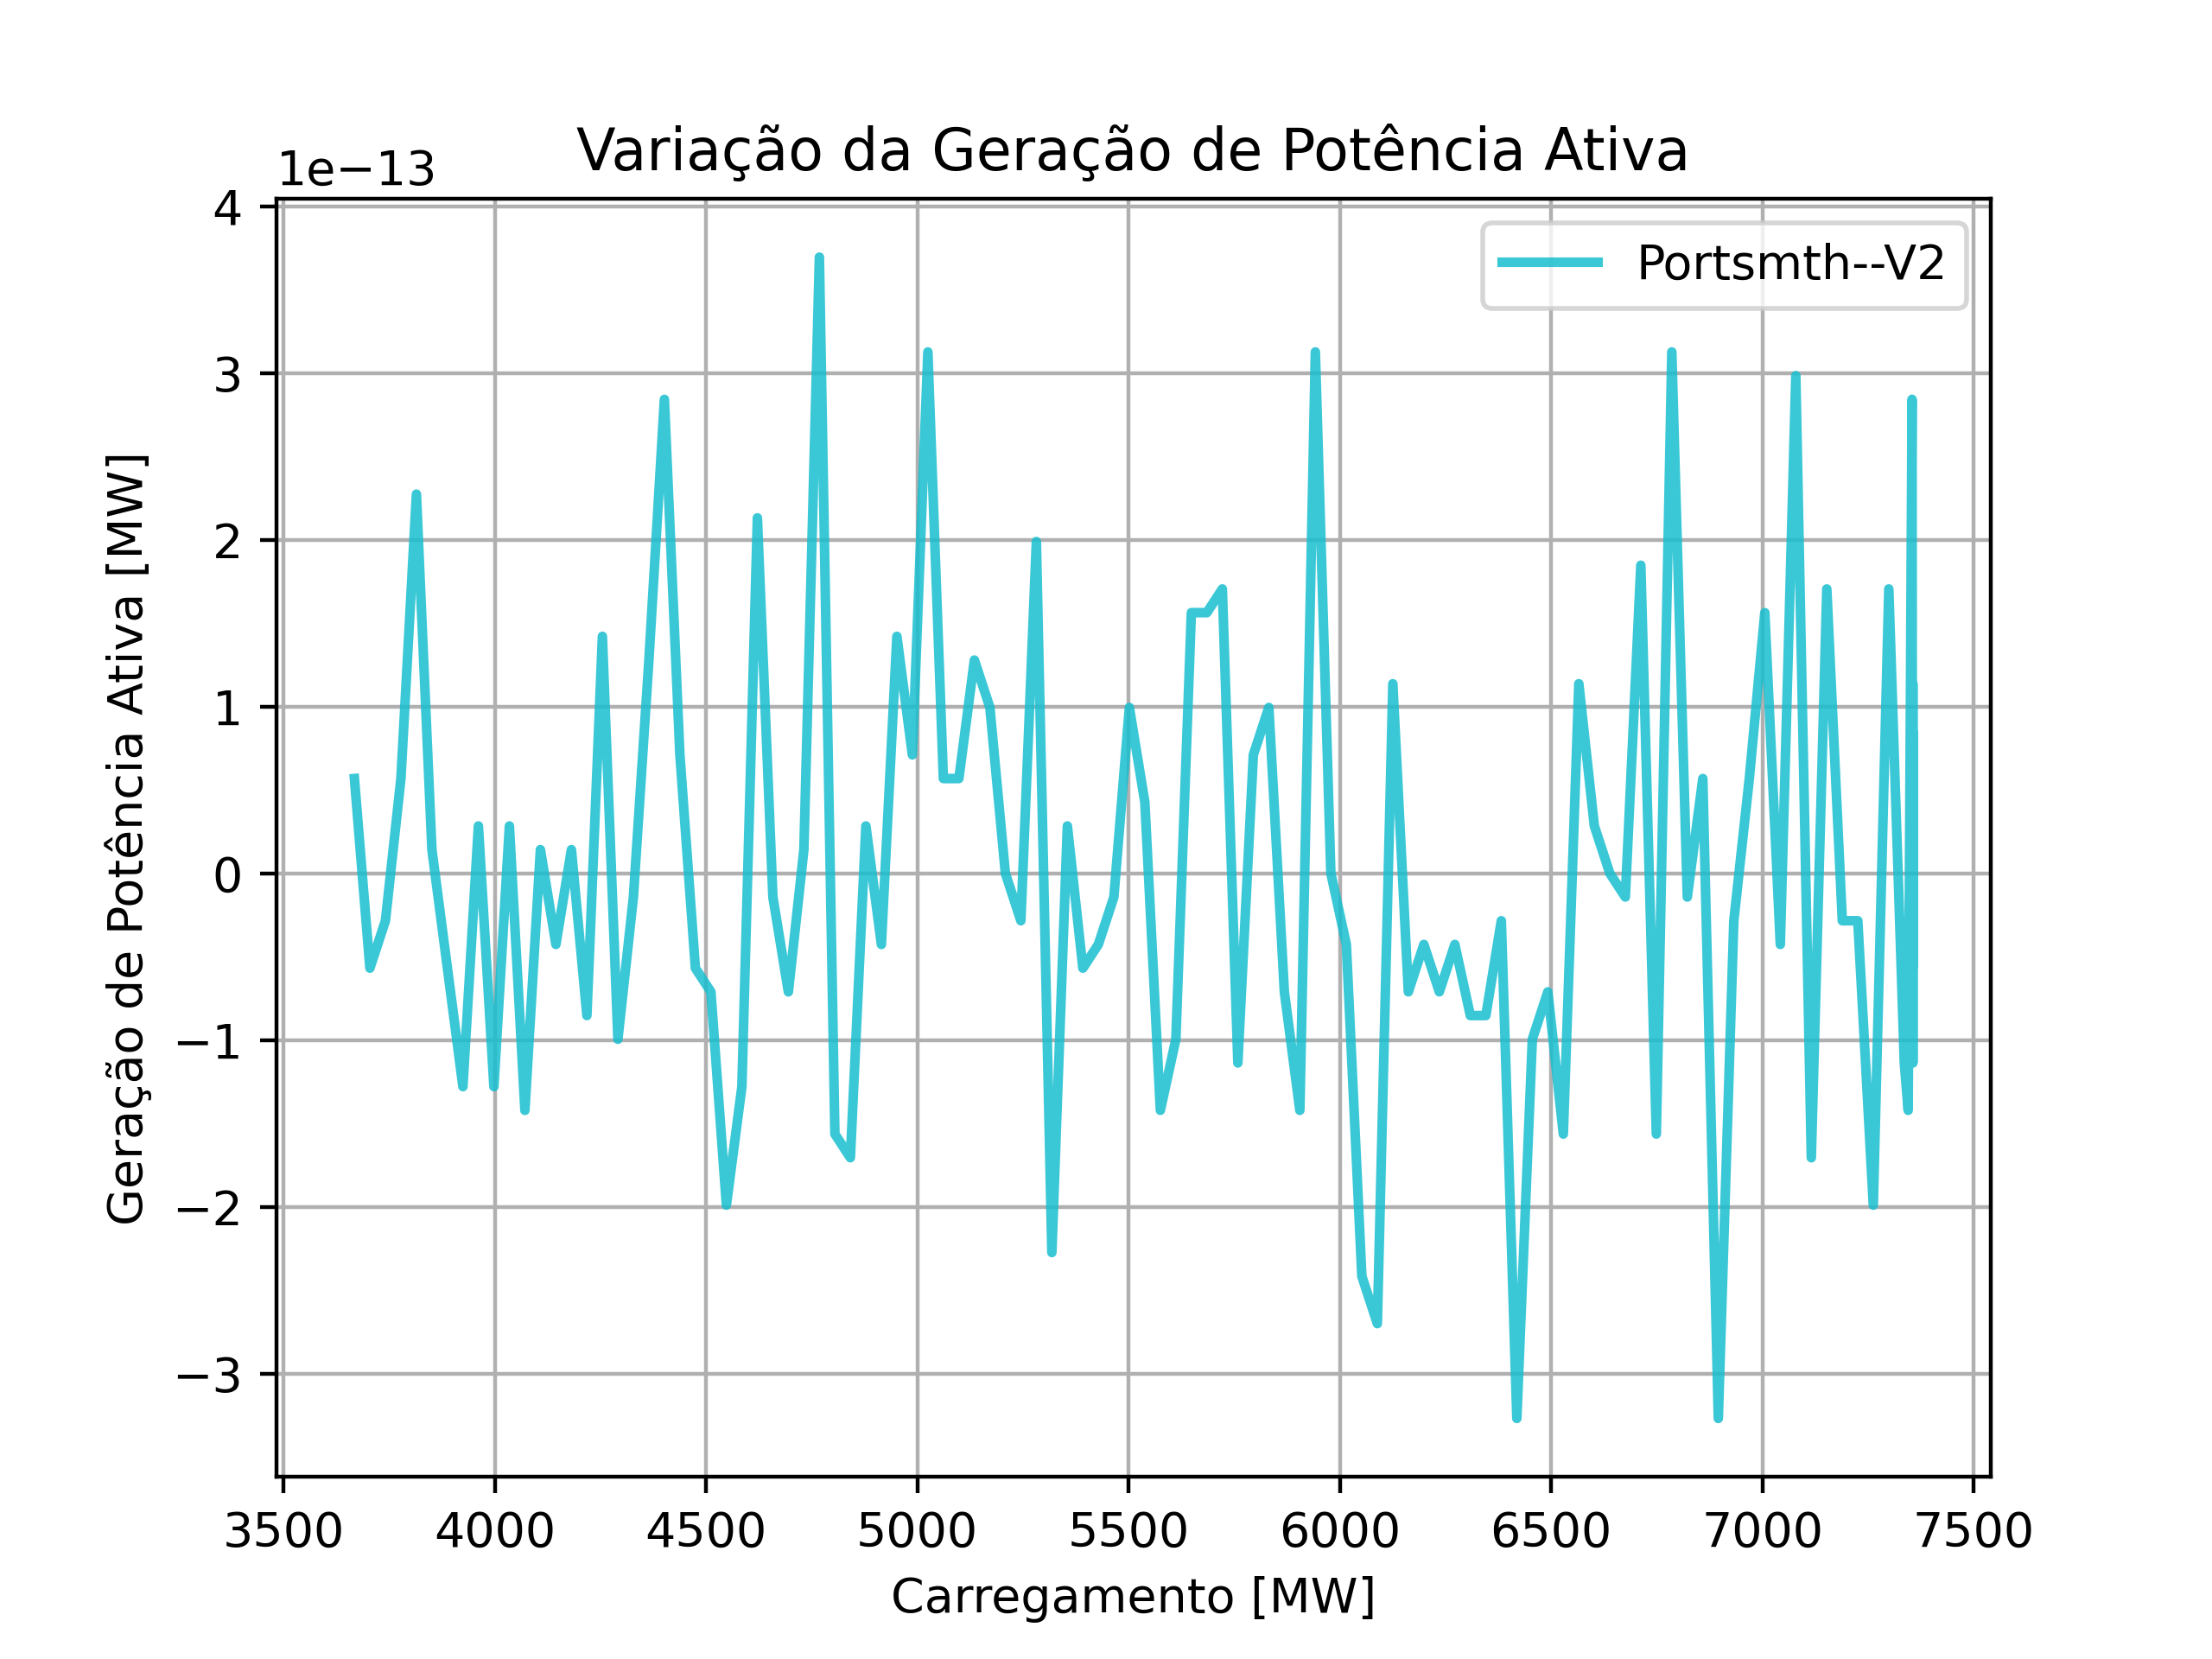 Variação da Geração de Potência Ativa
1e−13
Portsmth--V2
Geração de Potência Ativa [MW]
4
3
2
1
0
−1
−2
−3
3500 4000 4500 5000 5500 6000 6500 7000 7500
Carregamento [MW]